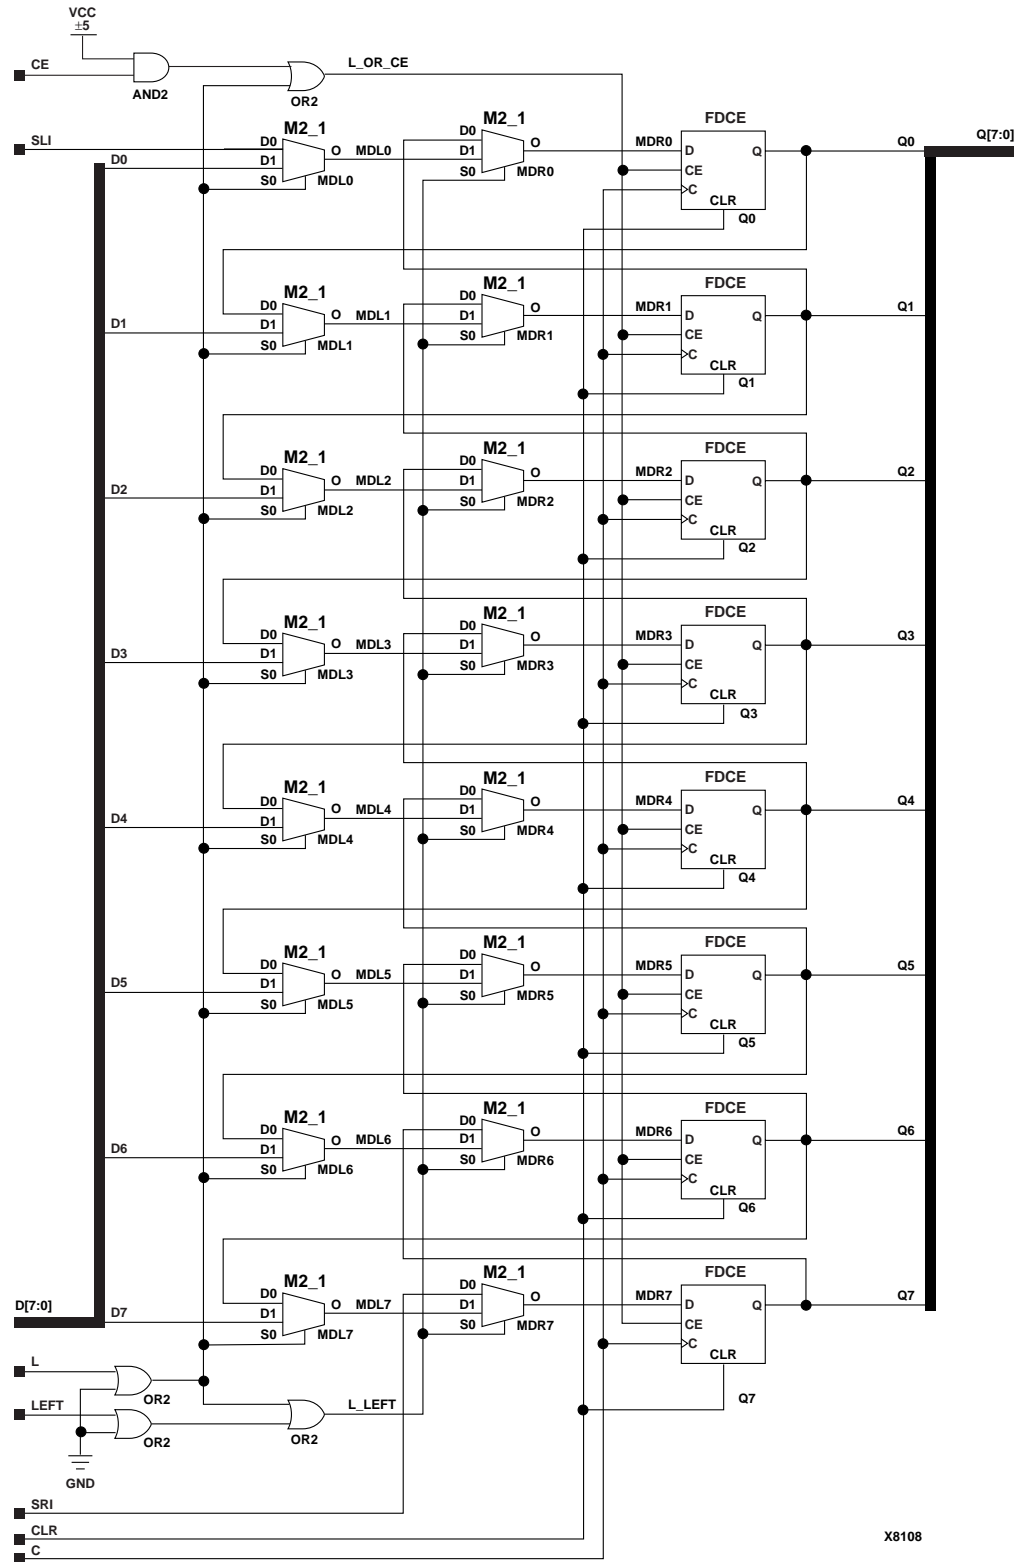 VCC
±5
CE
AND2
OR2
L_OR_CE
SLI
D0
M2_1
D0
D1
S0
O
MDL0
MDL0
M2_1
D0
D1
S0
O
MDR0
MDR0
FDCE
D
CE
C
Q
CLR
Q0
Q0
Q[7:0]
D1
M2_1
D0
D1
S0
O
MDL1
MDL1
M2_1
D0
D1
S0
O
MDR1
MDR1
FDCE
D
CE
C
Q
CLR
Q1
Q1
D2
M2_1
D0
D1
S0
O
MDL2
MDL2
M2_1
D0
D1
S0
O
MDR2
MDR2
FDCE
D
CE
C
Q
CLR
Q2
Q2
D3
M2_1
D0
D1
S0
O
MDL3
MDL3
M2_1
D0
D1
S0
O
MDR3
MDR3
FDCE
D
CE
C
Q
CLR
Q3
Q3
D4
M2_1
D0
D1
S0
O
MDL4
MDL4
M2_1
D0
D1
S0
O
MDR4
MDR4
FDCE
D
CE
C
Q
CLR
Q4
Q4
D5
M2_1
D0
D1
S0
O
MDL5
MDL5
M2_1
D0
D1
S0
O
MDR5
MDR5
FDCE
D
CE
C
Q
CLR
Q5
Q5
D6
M2_1
D0
D1
S0
O
MDL6
MDL6
M2_1
D0
D1
S0
O
MDR6
MDR6
FDCE
D
CE
C
Q
CLR
Q6
Q6
D[7:0]
D7
M2_1
D0
D1
S0
O
MDL7
MDL7
M2_1
D0
D1
S0
O
MDR7
MDR7
FDCE
D
CE
C
Q
CLR
Q7
Q7
L
OR2
LEFT
OR2
OR2
L_LEFT
GND
SRI
CLR
C
X8108